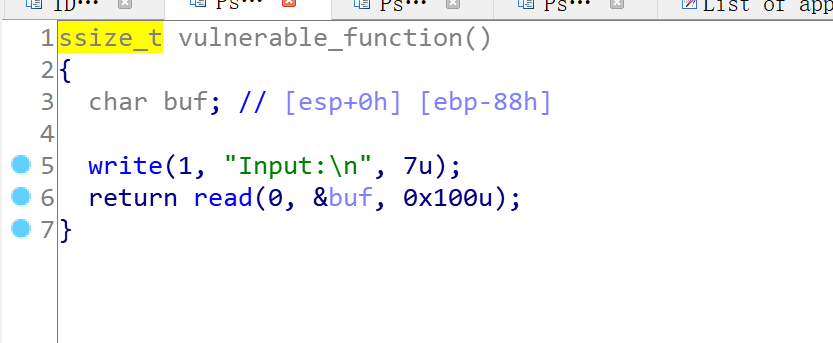 ID··· Ps··· Ps··· Ps··· List of app
1 ssize_t vulnerable_function()
2 {
3 char buf; // [esp+0h] [ebp-88h]
4
5 write(1, "Input:\n", 7u);
6 return read(0, &buf, 0x100u);
7 }